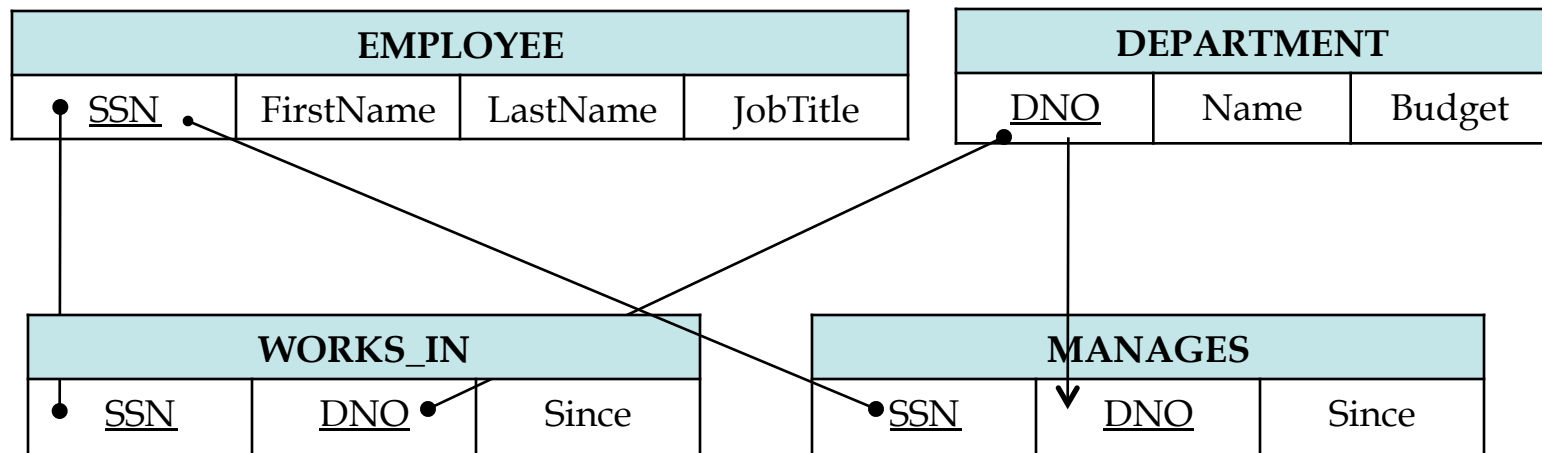 EMPLOYEE
SSN FirstName LastName JobTitle
DEPARTMENT
DNO Name Budget
WORKS_IN
SSN DNO Since
MANAGES
SSN DNO Since